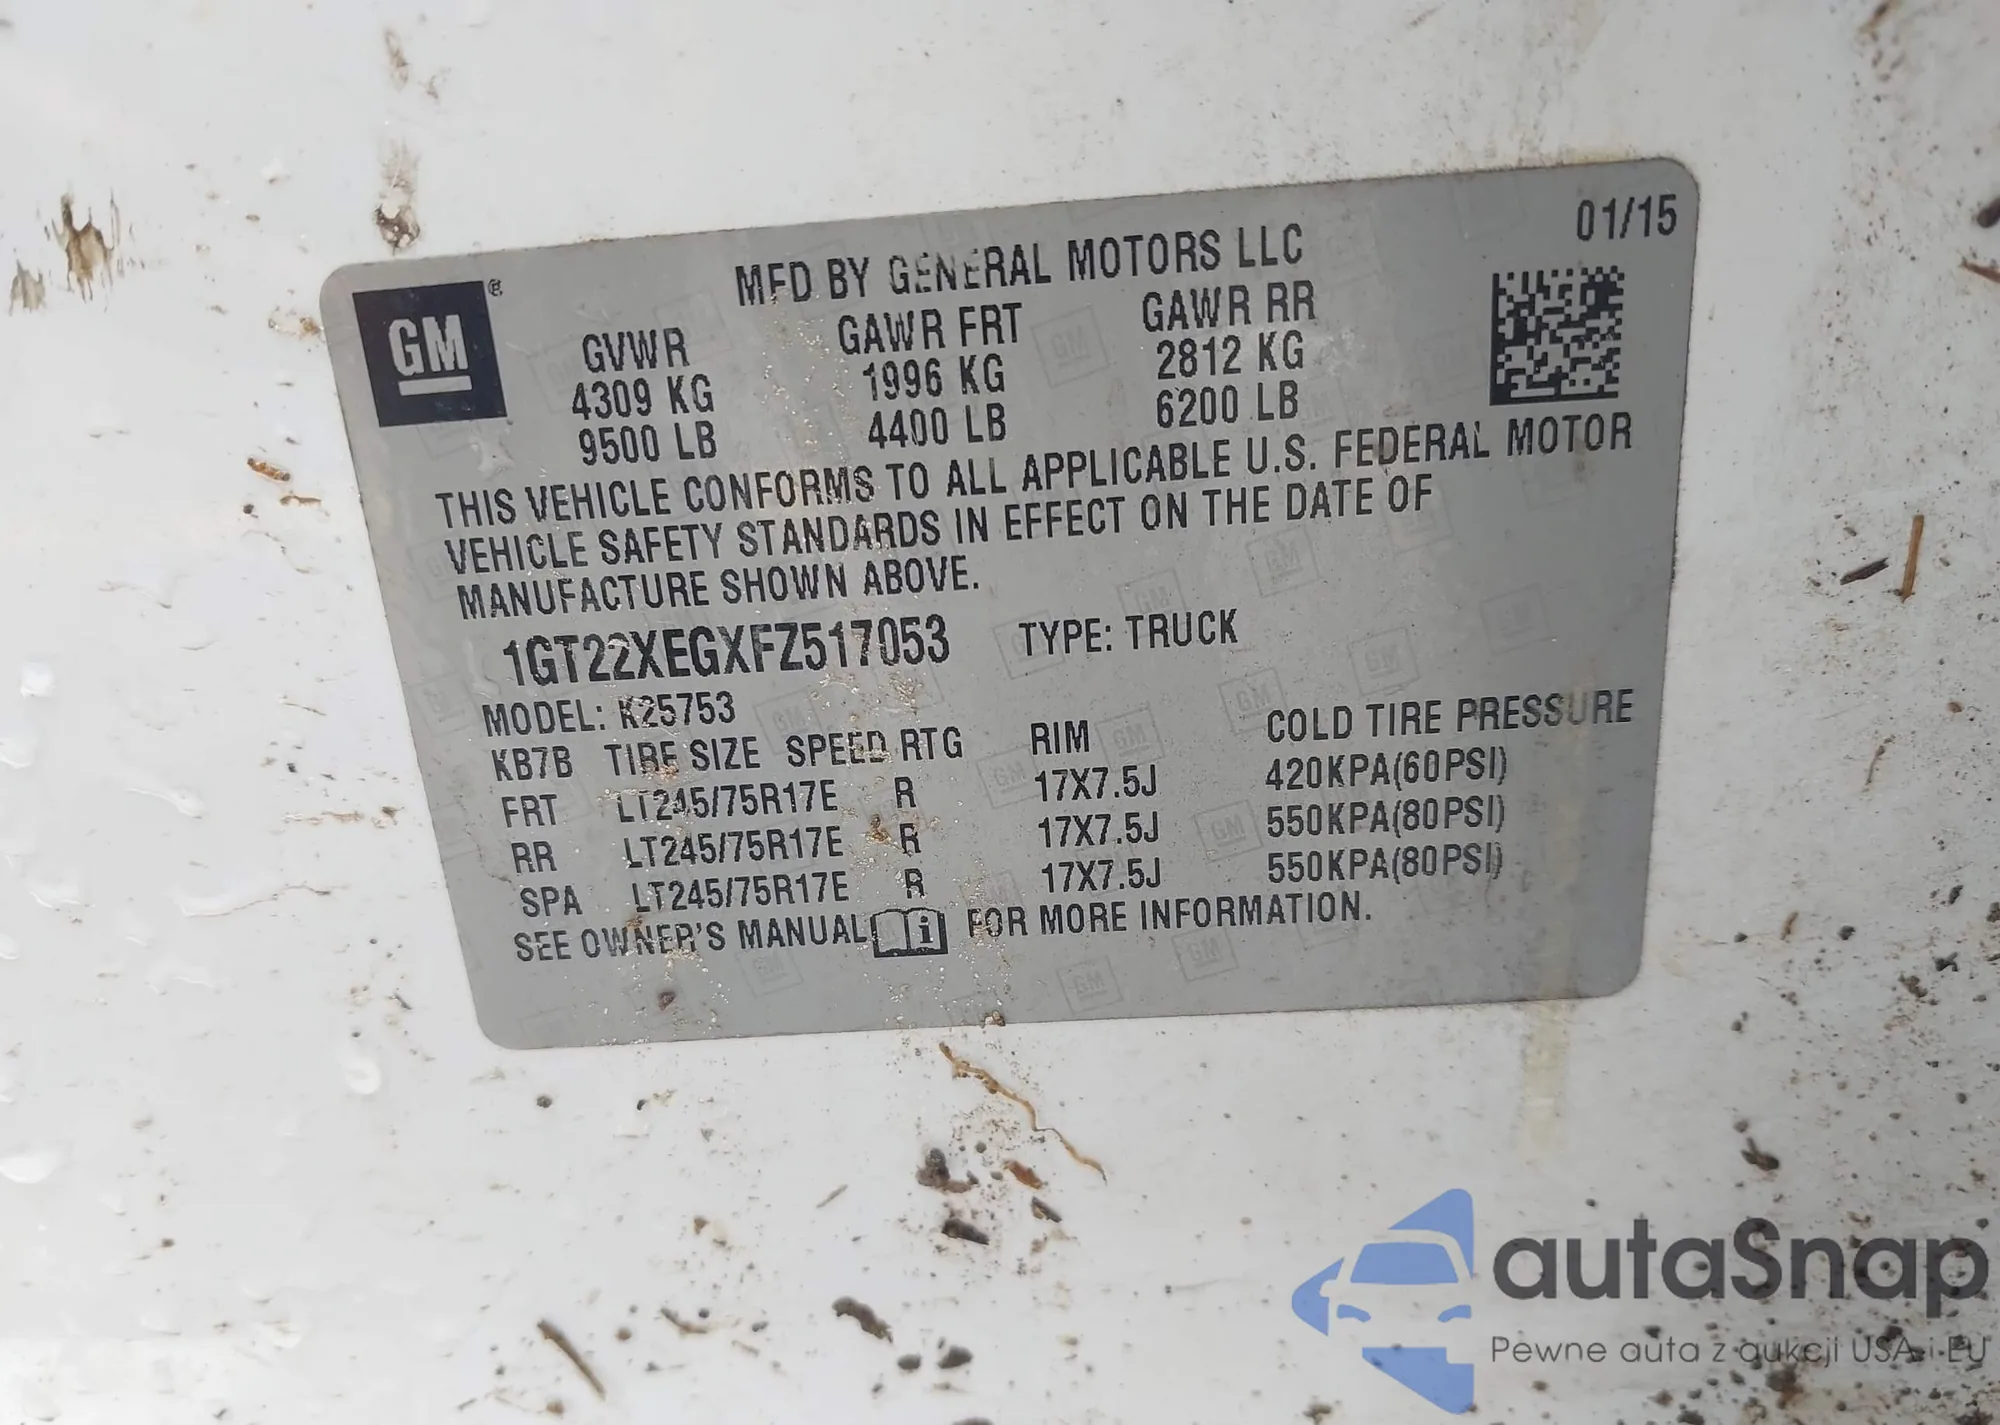 01/15
MFD BY GENERAL MOTORS LLC
GM®
GVWR GAWR FRT GAWR RR
4309 KG 1996 KG 2812 KG
9500 LB 4400 LB 6200 LB
THIS VEHICLE CONFORMS TO ALL APPLICABLE U.S. FEDERAL MOTOR
VEHICLE SAFETY STANDARDS IN EFFECT ON THE DATE OF
MANUFACTURE SHOWN ABOVE.
1GT22XEGXFZ517053 TYPE: TRUCK
MODEL: K25753
KB7B TIRE SIZE SPEED RTG RIM COLD TIRE PRESSURE
FRT LT245/75R17E R 17X7.5J 420KPA(60PSI)
RR LT245/75R17E R 17X7.5J 550KPA(80PSI)
SPA LT245/75R17E R 17X7.5J 550KPA(80PSI)
SEE OWNER'S MANUAL i FOR MORE INFORMATION.
autaSnap
Pewne auta z aukcji USA i EU